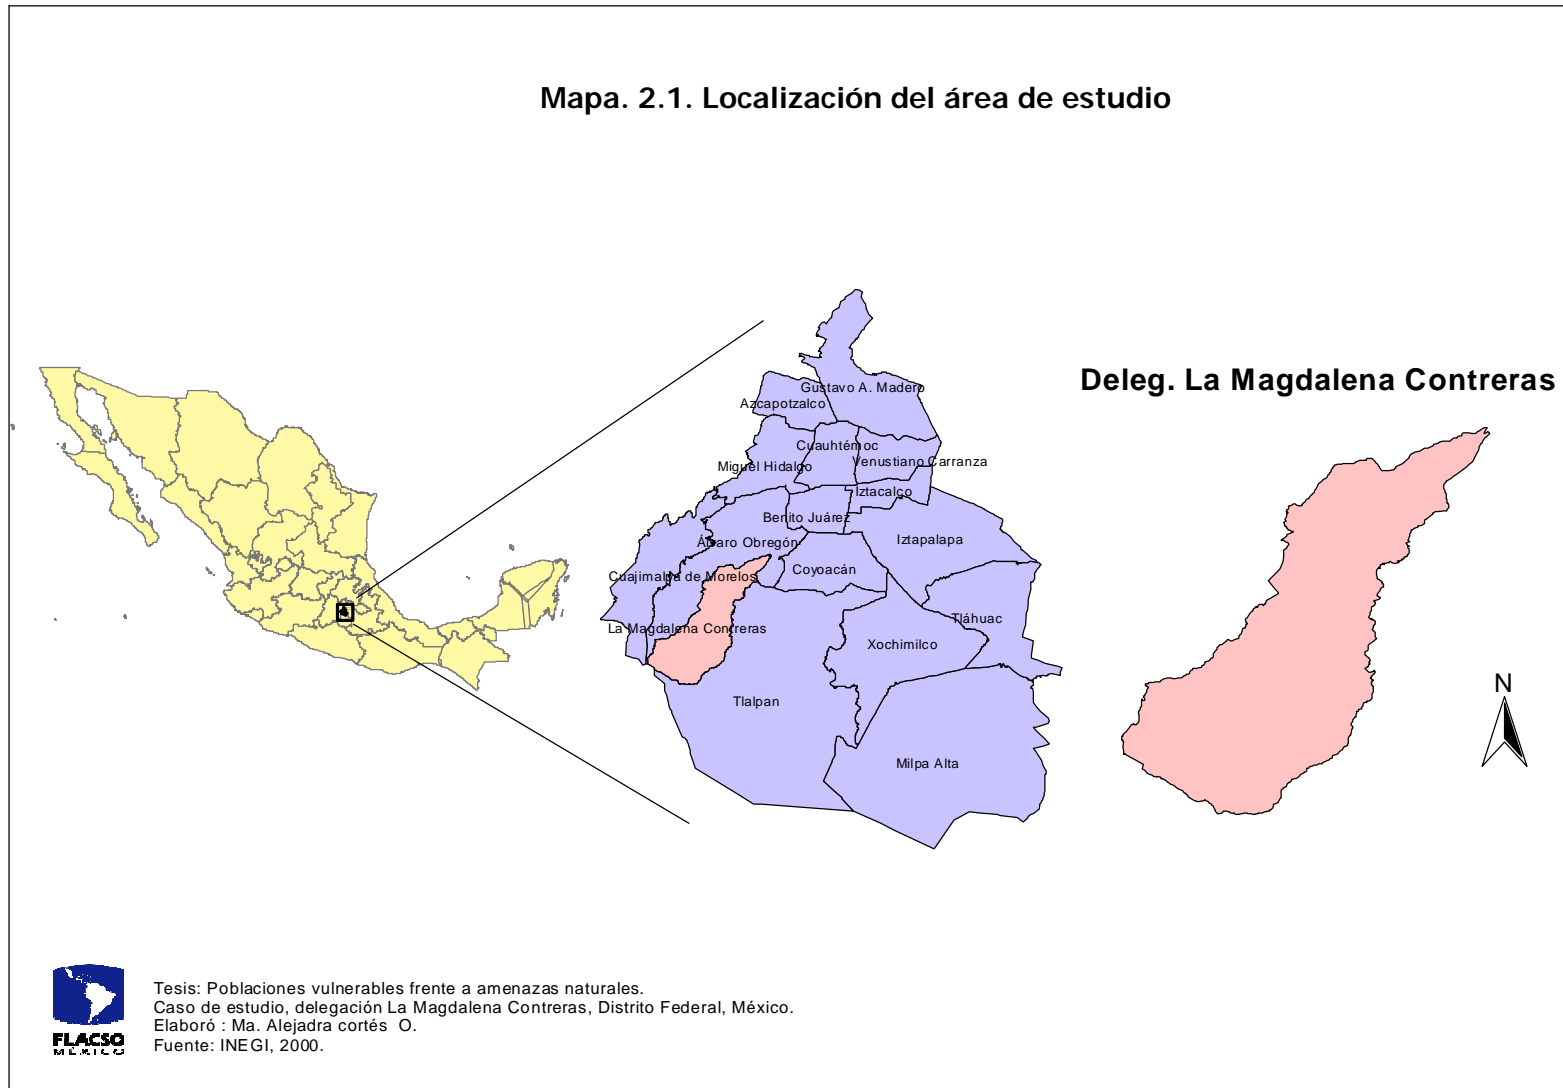 Mapa. 2.1. Localización del área de estudio
Deleg. La Magdalena Contreras
Gustavo A. Madero
Azcapotzalco
Cuauhtémoc
Miguel Hidalgo
Venustiano Carranza
Iztacalco
Benito Juárez
Iztapalapa
Álvaro Obregón
Coyoacán
Cuajimalpa de Morelos
Tláhuac
La Magdalena Contreras
Xochimilco
Tlalpan
Milpa Alta
N
Tesis: Poblaciones vulnerables frente a amenazas naturales.
Caso de estudio, delegación La Magdalena Contreras, Distrito Federal, México.
Elaboró : Ma. Alejadra cortés O.
Fuente: INEGI, 2000.
FLACSO
MÉXICO